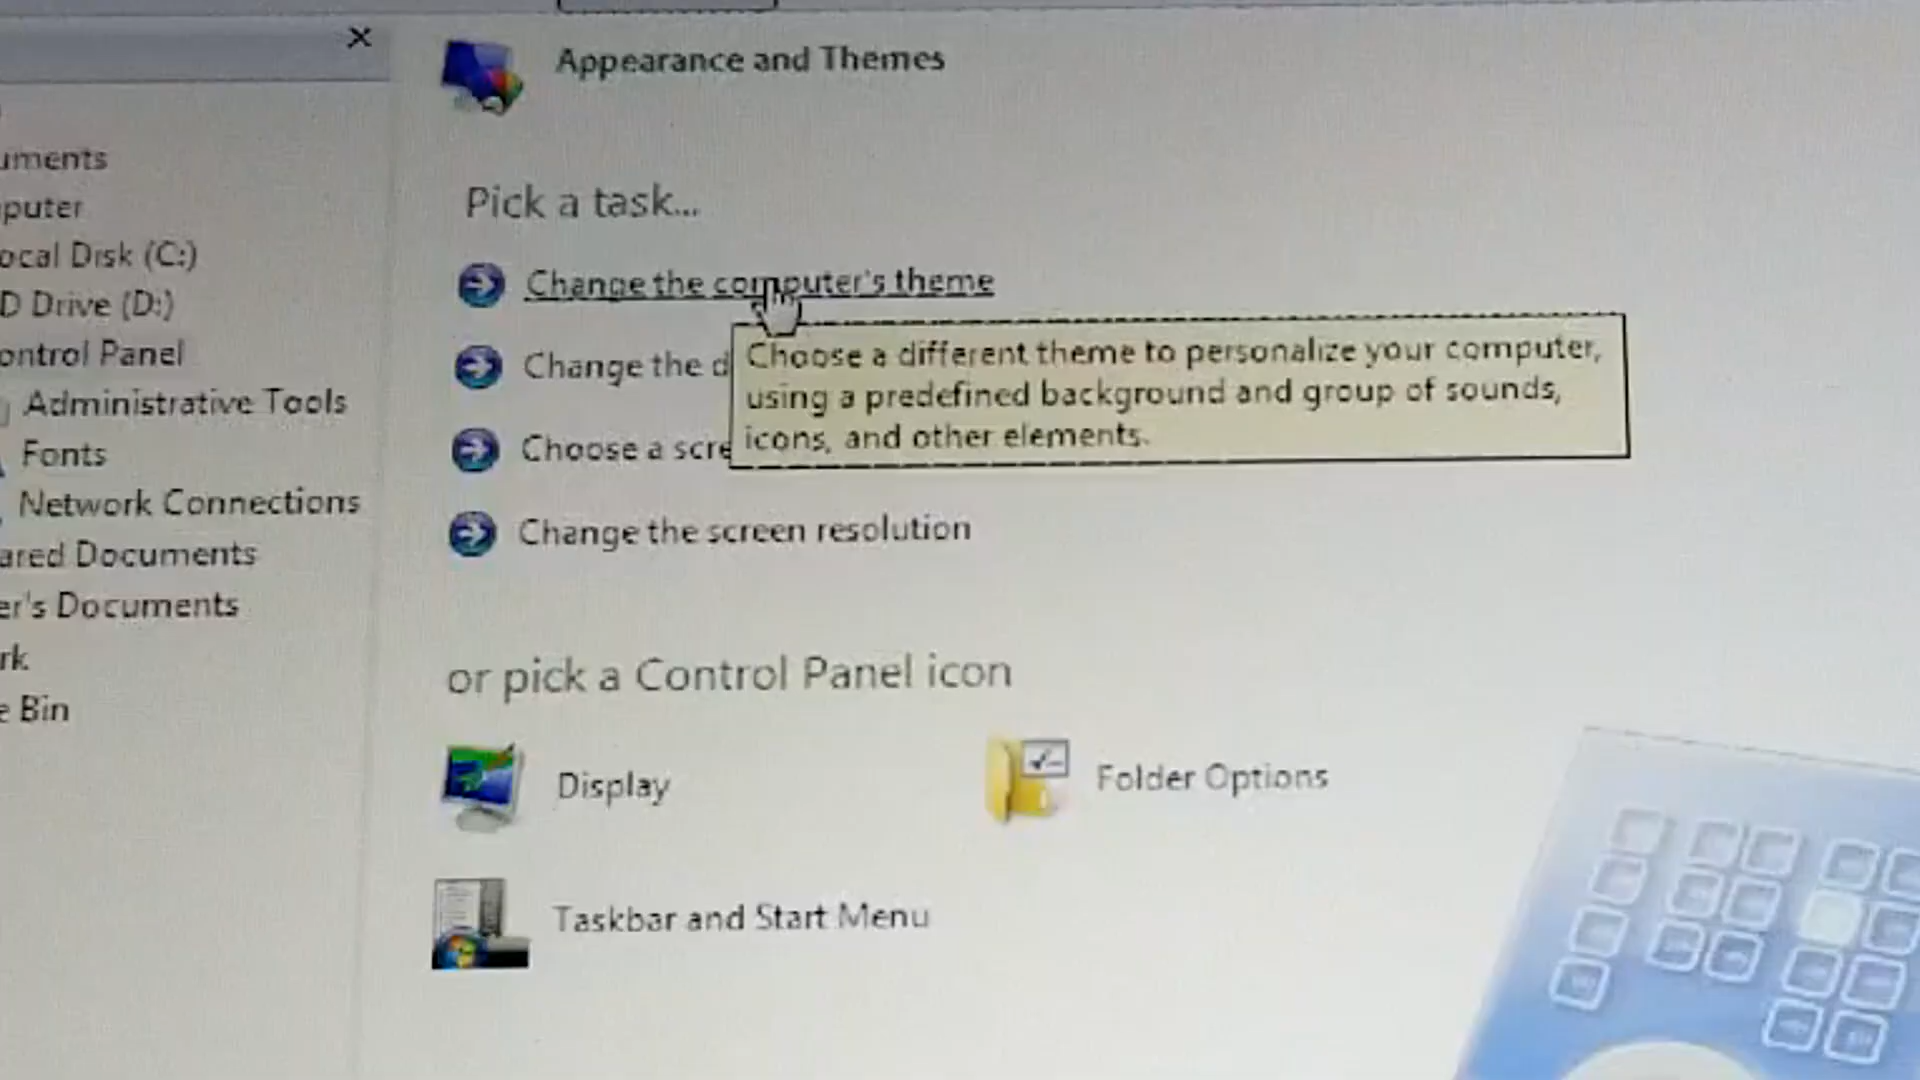 Appearance and Themes
Pick a task...
Change the computer's theme
Choose a different theme to personalize your computer,
using a predefined background and group of sounds,
icons, and other elements.
Change the d
Choose a scre
Change the screen resolution
or pick a Control Panel icon
Display
Folder Options
Taskbar and Start Menu
uments
puter
ocal Disk (C:)
D Drive (D:)
ontrol Panel
Administrative Tools
Fonts
Network Connections
ared Documents
er's Documents
rk
e Bin